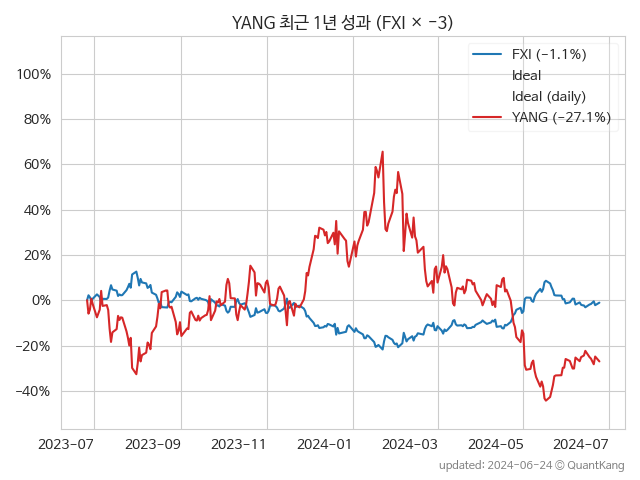 YANG 최근 1년 성과 (FXI × −3)
FXI (−1.1%)
Ideal
Ideal (daily)
YANG (−27.1%)
100%
80%
60%
40%
20%
0%
−20%
−40%
2023-07 2023-09 2023-11 2024-01 2024-03 2024-05 2024-07
updated: 2024-06-24 © QuantKang